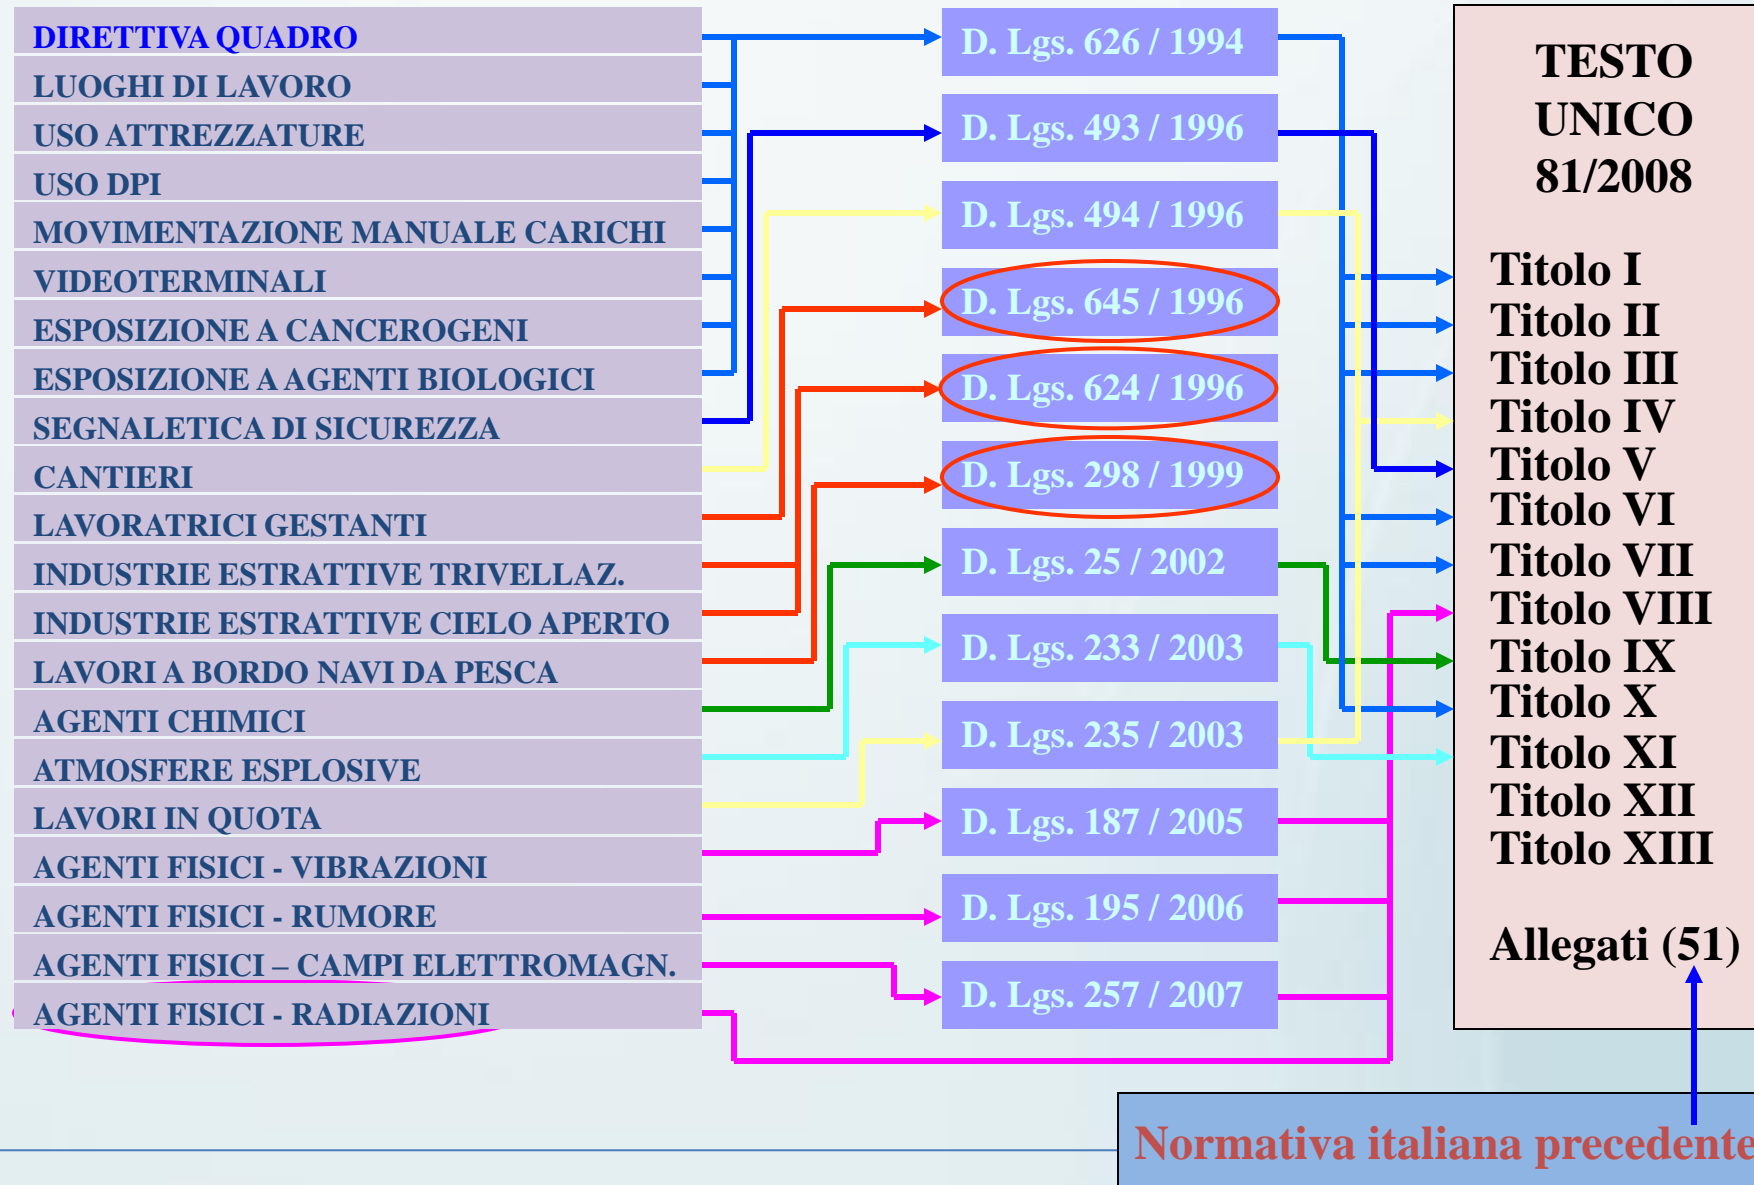 DIRETTIVA QUADRO
LUOGHI DI LAVORO
USO ATTREZZATURE
USO DPI
MOVIMENTAZIONE MANUALE CARICHI
VIDEOTERMINALI
ESPOSIZIONE A CANCEROGENI
ESPOSIZIONE A AGENTI BIOLOGICI
SEGNALETICA DI SICUREZZA
CANTIERI
LAVORATRICI GESTANTI
INDUSTRIE ESTRATTIVE TRIVELLAZ.
INDUSTRIE ESTRATTIVE CIELO APERTO
LAVORI A BORDO NAVI DA PESCA
AGENTI CHIMICI
ATMOSFERE ESPLOSIVE
LAVORI IN QUOTA
AGENTI FISICI - VIBRAZIONI
AGENTI FISICI - RUMORE
AGENTI FISICI – CAMPI ELETTROMAGN.
AGENTI FISICI - RADIAZIONI
D. Lgs. 626 / 1994
D. Lgs. 493 / 1996
D. Lgs. 494 / 1996
D. Lgs. 645 / 1996
D. Lgs. 624 / 1996
D. Lgs. 298 / 1999
D. Lgs. 25 / 2002
D. Lgs. 233 / 2003
D. Lgs. 235 / 2003
D. Lgs. 187 / 2005
D. Lgs. 195 / 2006
D. Lgs. 257 / 2007
TESTO
UNICO
81/2008
Titolo I
Titolo II
Titolo III
Titolo IV
Titolo V
Titolo VI
Titolo VII
Titolo VIII
Titolo IX
Titolo X
Titolo XI
Titolo XII
Titolo XIII
Allegati (51)
Normativa italiana precedente